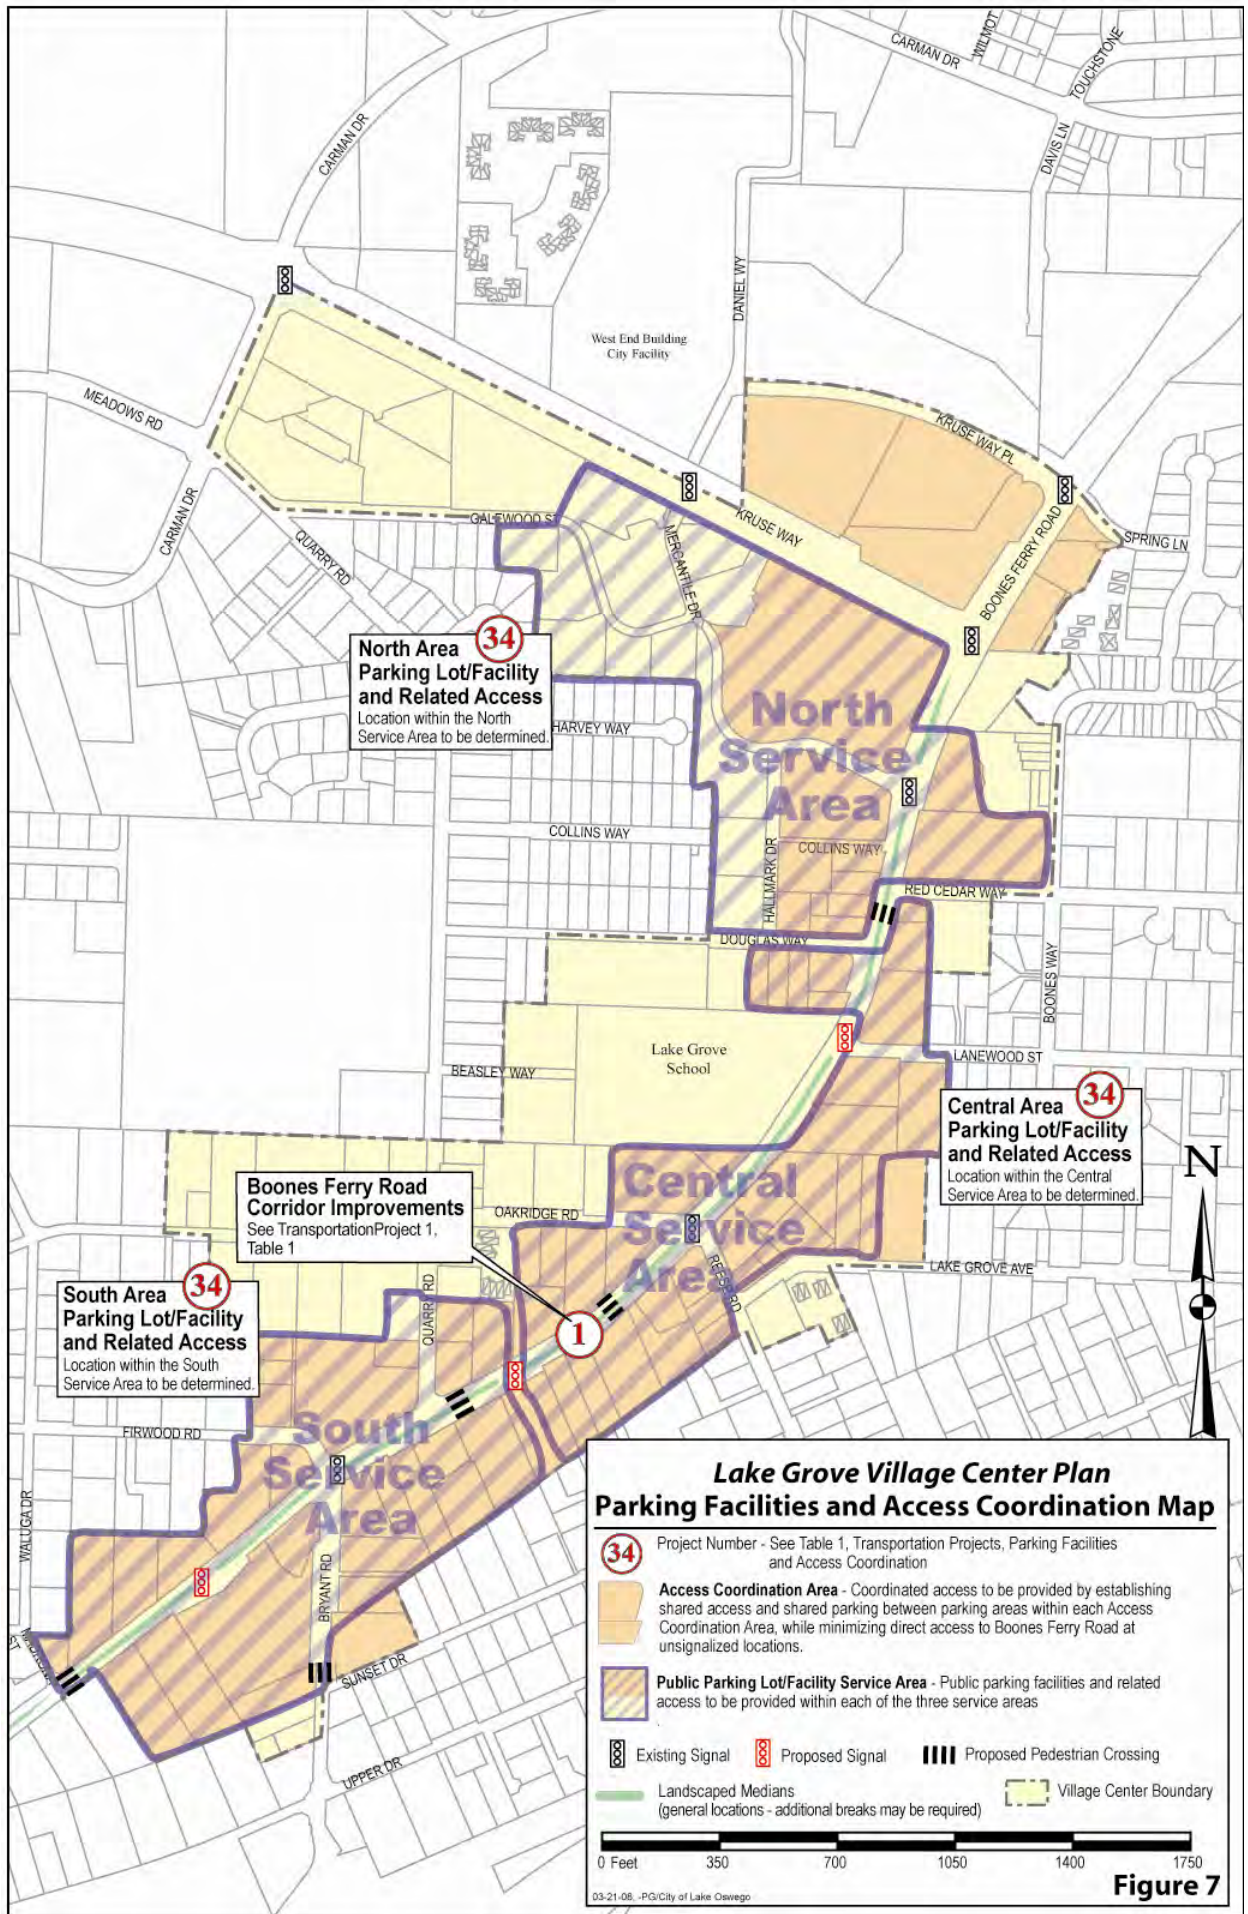 CARMAN DR
WILMOT
TOUCHSTONE
CARMAN DR
DAVIS LN
DANIEL WY
West End Building
City Facility
MEADOWS RD
KRUSE WAY PL
CARMAN DR
GALEWOOD ST
KRUSE WAY
BOONES FERRY ROAD
SPRING LN
QUARRY RD
MERCANTILE DR
North Area 34
Parking Lot/Facility
and Related Access
Location within the North
Service Area to be determined.
HARVEY WAY
North
Service
Area
COLLINS WAY
COLLINS WAY
HALLMARK DR
RED CEDAR WAY
DOUGLAS WAY
BOONES WAY
Lake Grove
School
LANEWOOD ST
BEASLEY WAY
Central Area 34
Parking Lot/Facility
and Related Access
Location within the Central
Service Area to be determined.
N
Boones Ferry Road
Corridor Improvements
See TransportationProject 1,
Table 1
OAKRIDGE RD
Central
Service
Area
REESE RD
LAKE GROVE AVE
South Area 34
Parking Lot/Facility
and Related Access
Location within the South
Service Area to be determined.
QUARRY RD
1
FIRWOOD RD
South
Service
Area
WALUGA DR
BRYANT RD
ST
SUNSET DR
UPPER DR
Lake Grove Village Center Plan
Parking Facilities and Access Coordination Map
34 Project Number - See Table 1, Transportation Projects, Parking Facilities
and Access Coordination
Access Coordination Area - Coordinated access to be provided by establishing
shared access and shared parking between parking areas within each Access
Coordination Area, while minimizing direct access to Boones Ferry Road at
unsignalized locations.
Public Parking Lot/Facility Service Area - Public parking facilities and related
access to be provided within each of the three service areas
Existing Signal Proposed Signal Proposed Pedestrian Crossing
Landscaped Medians
(general locations - additional breaks may be required)
Village Center Boundary
0 Feet 350 700 1050 1400 1750
03-21-08, -PG/City of Lake Oswego
Figure 7